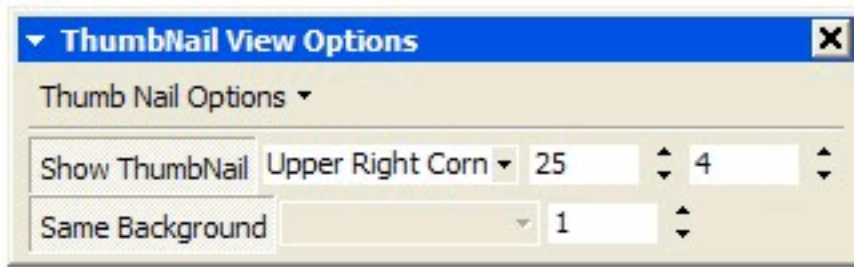 ThumbNail View Options
Thumb Nail Options
Show ThumbNail Upper Right Corn 25 4
Same Background 1